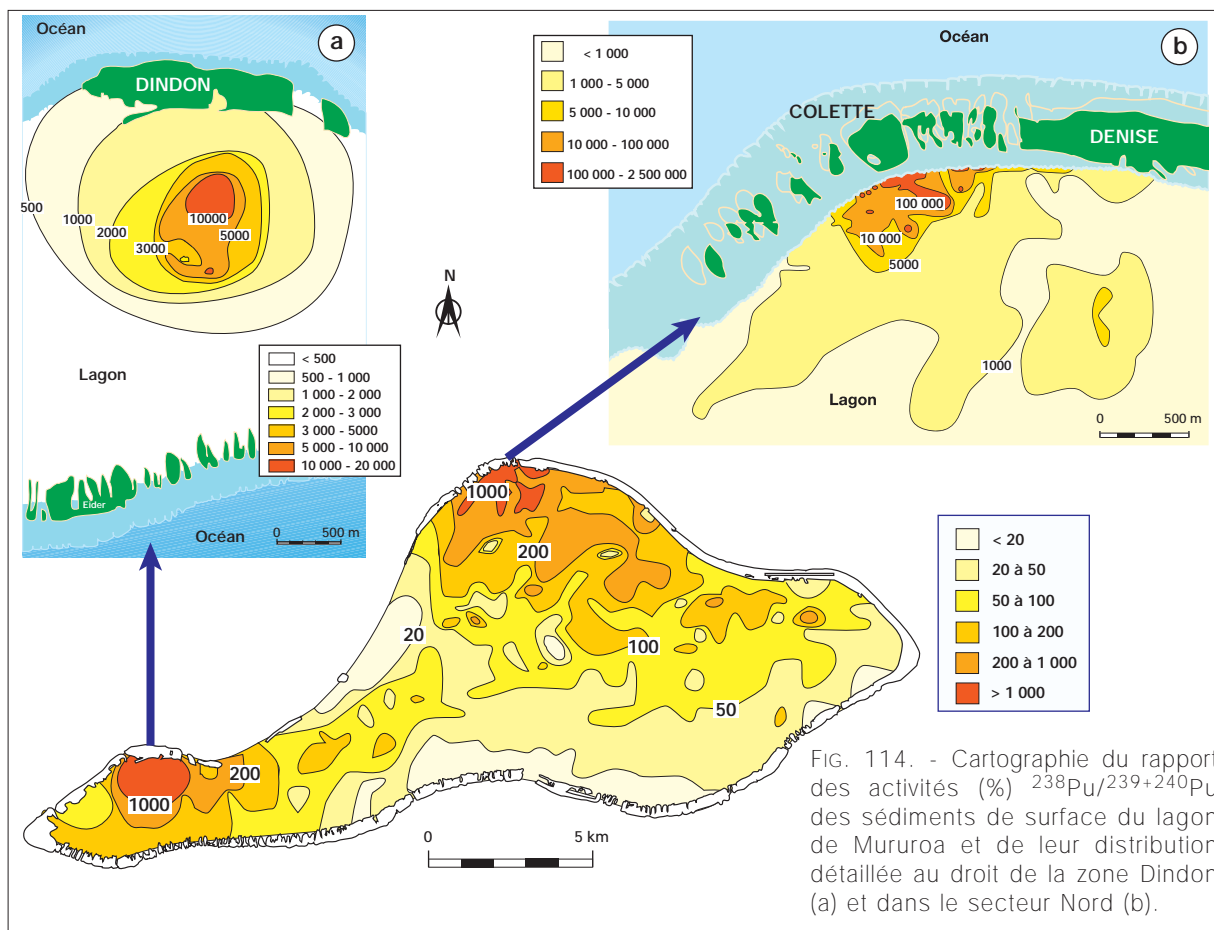 Océan
a
DINDON
500
1000
2000
3000
10000
5000
Lagon
< 500
500 - 1 000
1 000 - 2 000
2 000 - 3 000
3 000 - 5000
5 000 - 10 000
10 000 - 20 000
Eider
Océan
0 500 m
N
< 1 000
1 000 - 5 000
5 000 - 10 000
10 000 - 100 000
100 000 - 2 500 000
Océan
b
COLETTE
DENISE
100 000
10 000
5000
1000
Lagon
0 500 m
1000
200
20
100
50
200
1000
0 5 km
< 20
20 à 50
50 à 100
100 à 200
200 à 1 000
> 1 000
FIG. 114. - Cartographie du rapport
des activités (%) ²³⁸Pu/²³⁹⁺²⁴⁰Pu
des sédiments de surface du lagon
de Mururoa et de leur distribution
détaillée au droit de la zone Dindon
(a) et dans le secteur Nord (b).